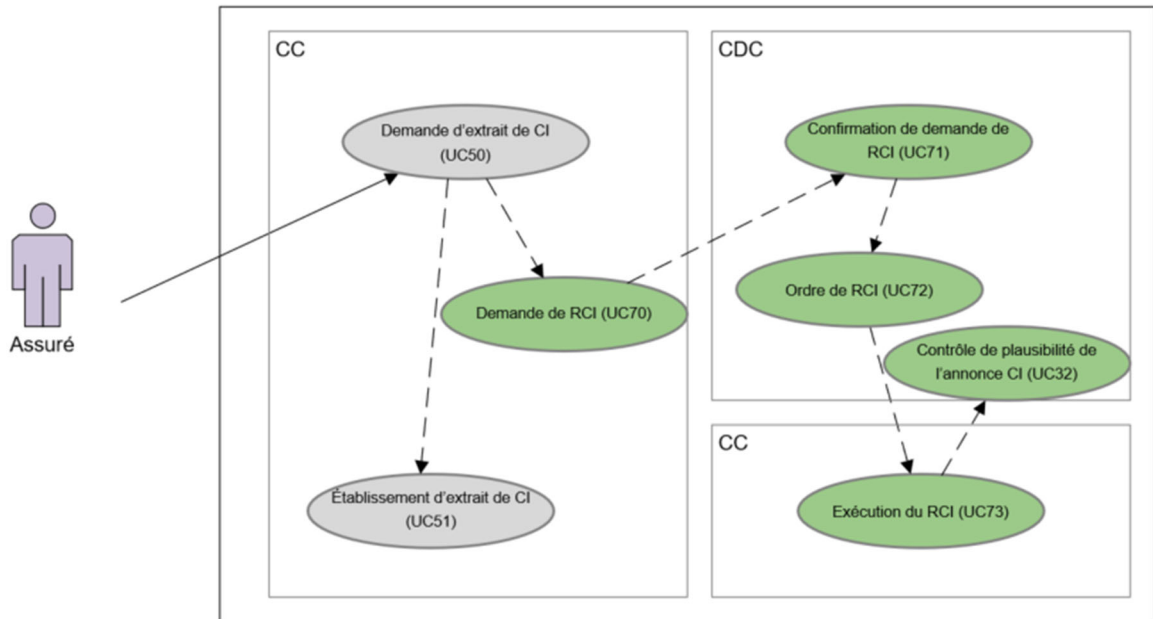 CC
Demande d'extrait de CI
(UC50)
Demande de RCI (UC70)
Établissement d'extrait de CI
(UC51)
CDC
Confirmation de demande de
RCI (UC71)
Ordre de RCI (UC72)
Contrôle de plausibilité de
l'annonce CI (UC32)
CC
Exécution du RCI (UC73)
Assuré